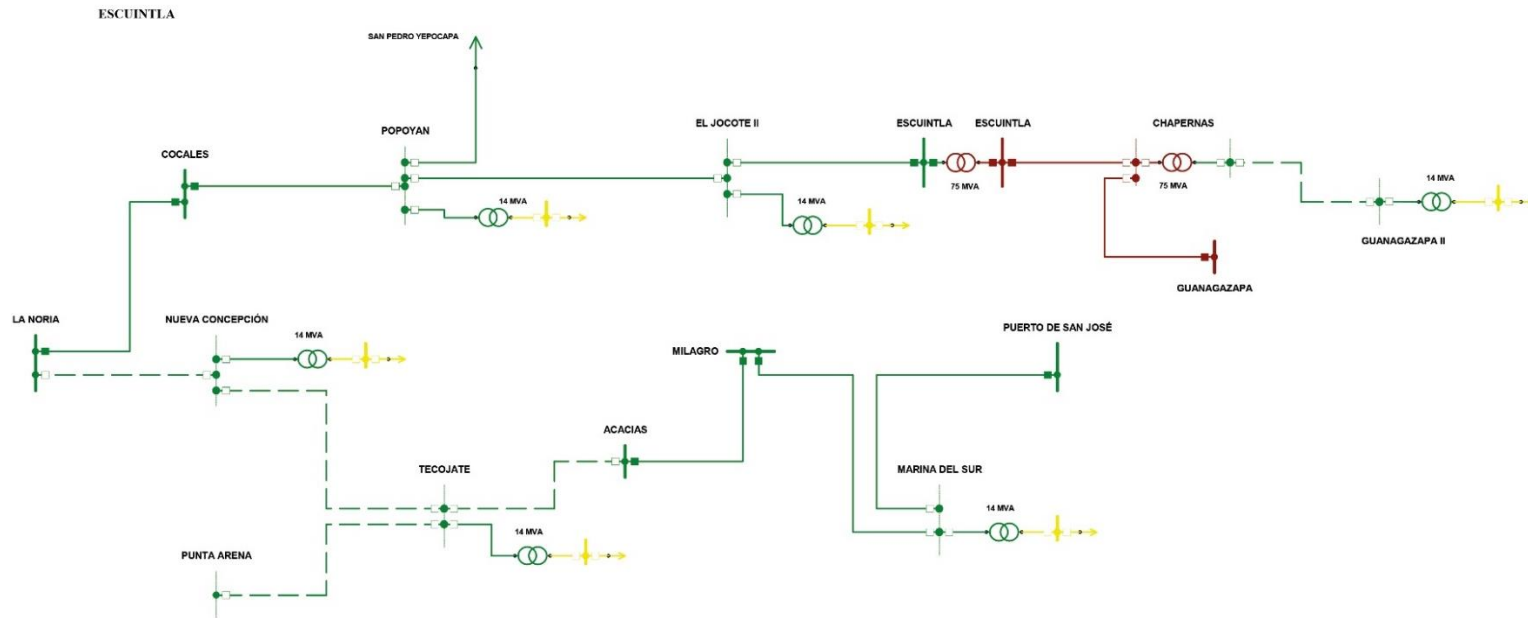 ESCUINTLA
SAN PEDRO YEPOCAPA
POPOYAN
EL JOCOTE II
ESCUINTLA
ESCUINTLA
CHAPERNAS
COCALES
14 MVA
14 MVA
75 MVA
75 MVA
14 MVA
GUANAGAZAPA II
GUANAGAZAPA
LA NORIA
NUEVA CONCEPCIÓN
14 MVA
MILAGRO
PUERTO DE SAN JOSÉ
ACACIAS
TECOJATE
MARINA DEL SUR
14 MVA
14 MVA
PUNTA ARENA